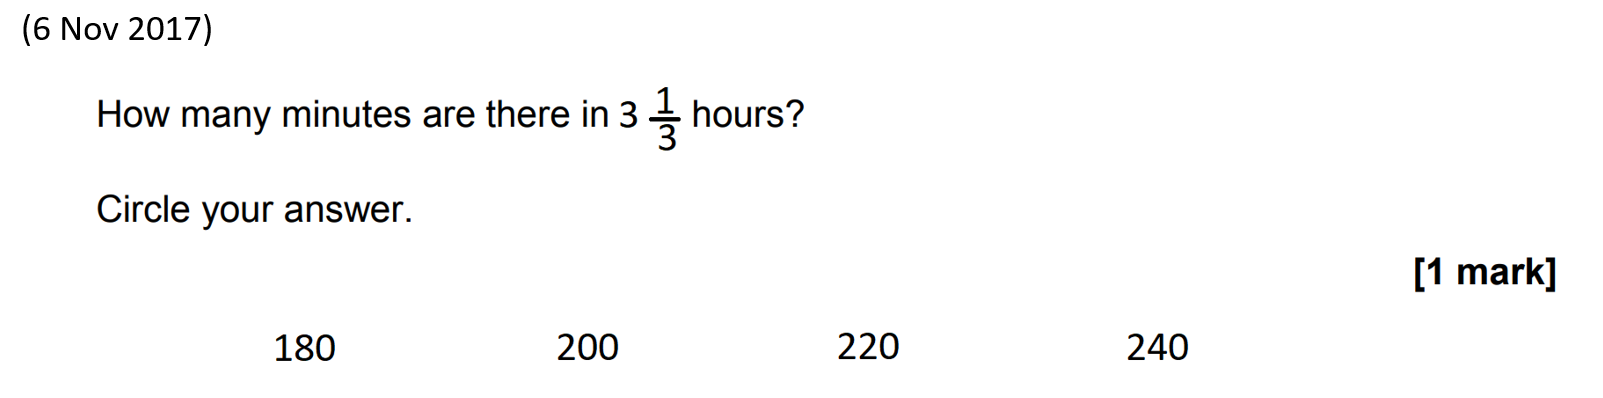 (6 Nov 2017)
How many minutes are there in 3 1/3 hours?
Circle your answer.
[1 mark]
180 200 220 240